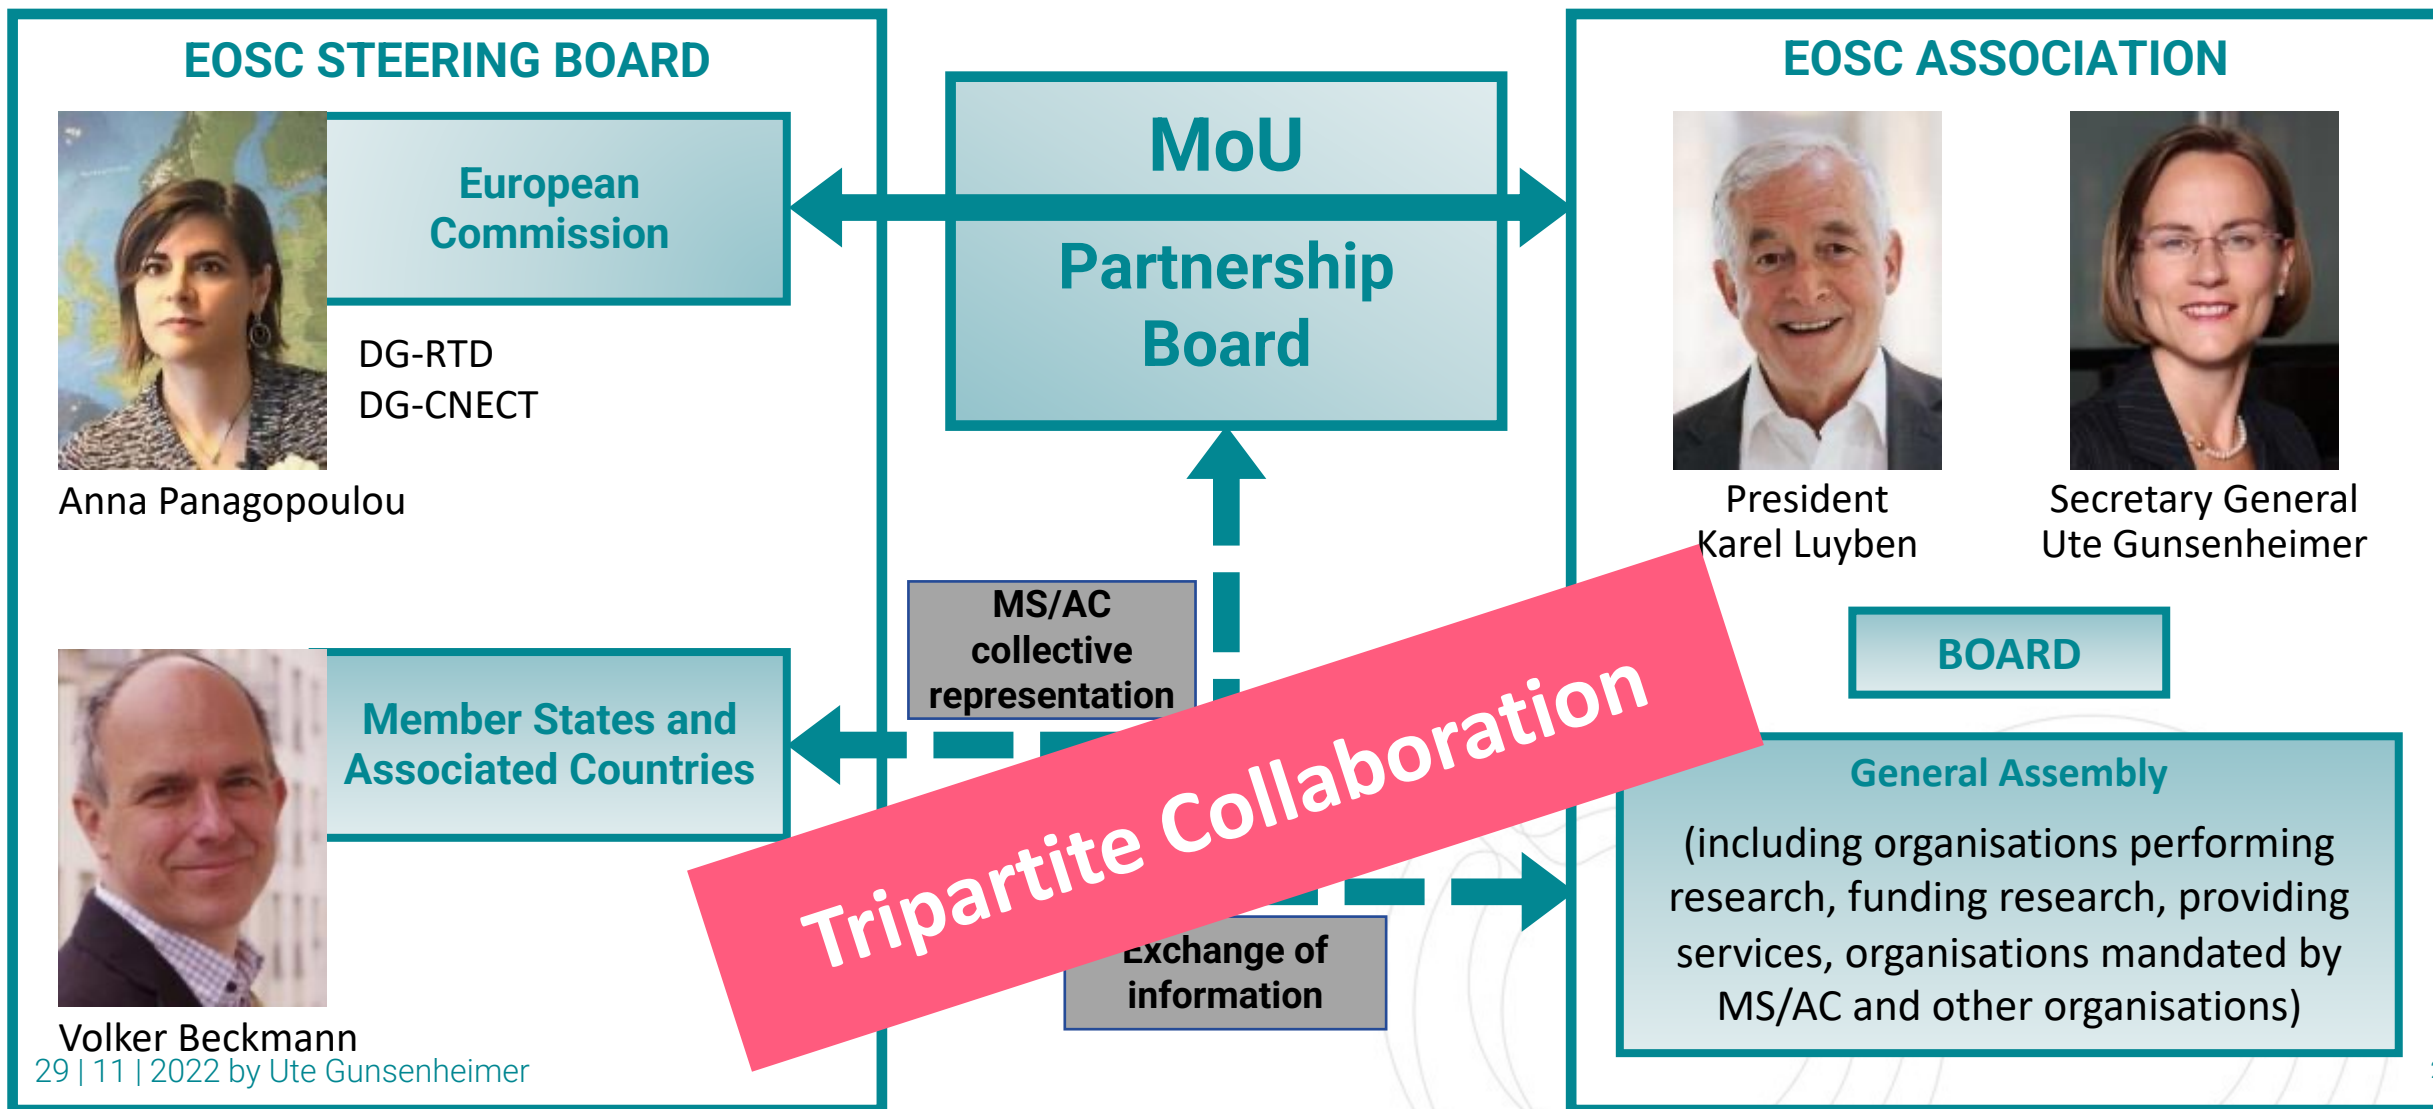 EOSC STEERING BOARD
European
Commission
DG-RTD
DG-CNECT
Anna Panagopoulou
Member States and
Associated Countries
Volker Beckmann
29 | 11 | 2022 by Ute Gunsenheimer
MoU
Partnership
Board
MS/AC
collective
representation
Tripartite Collaboration
Exchange of
information
EOSC ASSOCIATION
President
Karel Luyben
Secretary General
Ute Gunsenheimer
BOARD
General Assembly
(including organisations performing
research, funding research, providing
services, organisations mandated by
MS/AC and other organisations)